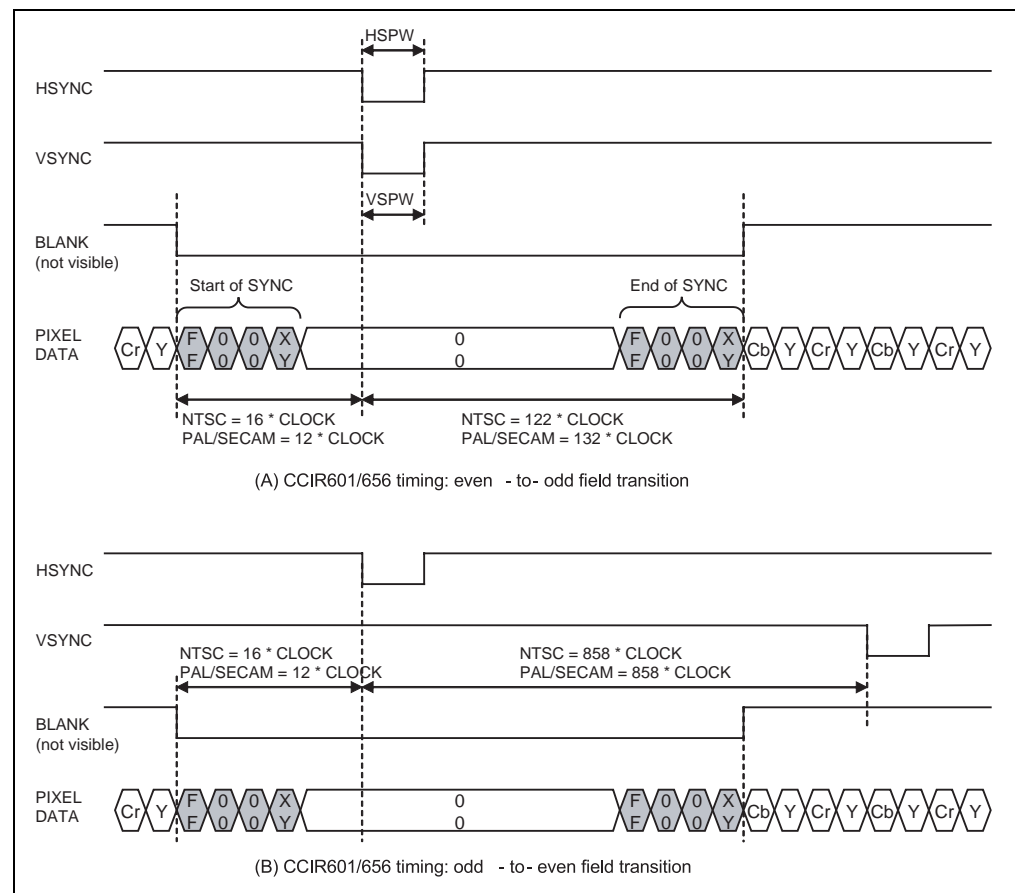 HSPW
HSYNC
VSYNC
VSPW
BLANK
(not visible)
Start of SYNC
End of SYNC
PIXEL
DATA
Cr Y F 0 0 X 0 F 0 0 X Cb Y Cr Y Cb Y Cr Y
F 0 0 Y 0 F 0 0 Y
NTSC = 16 * CLOCK
PAL/SECAM = 12 * CLOCK
NTSC = 122 * CLOCK
PAL/SECAM = 132 * CLOCK
(A) CCIR601/656 timing: even - to- odd field transition
HSYNC
VSYNC
NTSC = 16 * CLOCK
PAL/SECAM = 12 * CLOCK
NTSC = 858 * CLOCK
PAL/SECAM = 858 * CLOCK
BLANK
(not visible)
PIXEL
DATA
Cr Y F 0 0 X 0 F 0 0 X Cb Y Cr Y Cb Y Cr Y
F 0 0 Y 0 F 0 0 Y
(B) CCIR601/656 timing: odd - to- even field transition